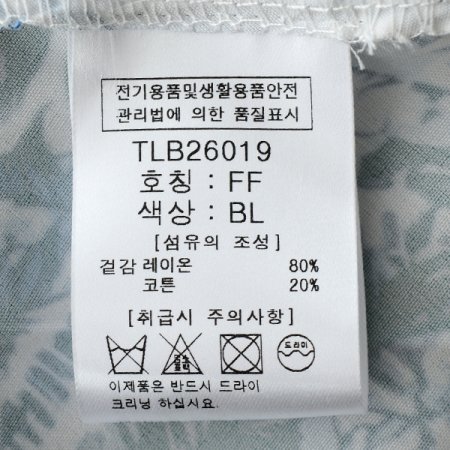 전기용품및생활용품안전
관리법에 의한 품질표시
TLB26019
호칭 : FF
색상 : BL
[섬유의 조성]
겉감 레이온 80%
코튼 20%
[취급시 주의사항]
드라이
이제품은 반드시 드라이
크리닝 하십시요.